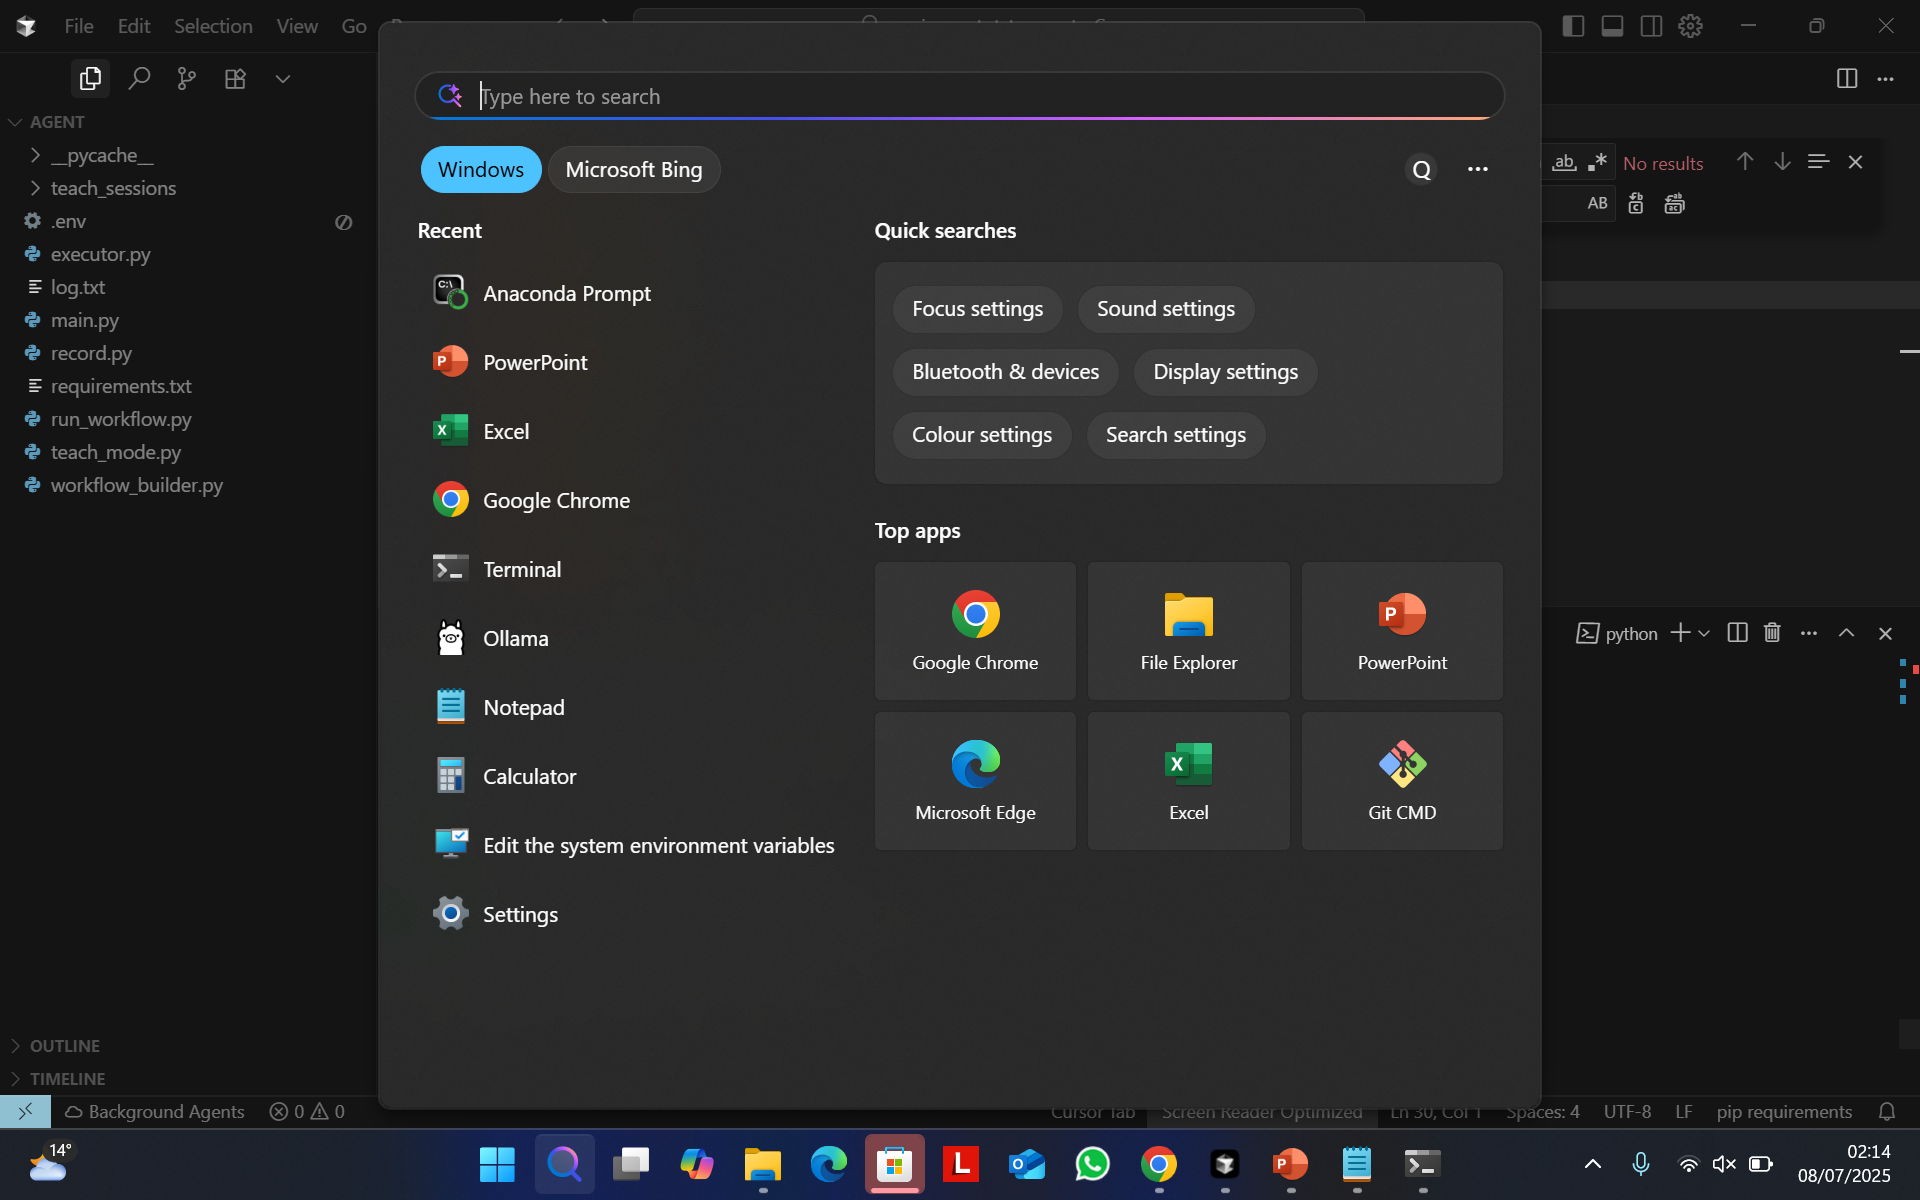 File Edit Selection View Go
Type here to search
Windows Microsoft Bing
Q
AGENT
__pycache__
teach_sessions
.env
executor.py
log.txt
main.py
record.py
requirements.txt
run_workflow.py
teach_mode.py
workflow_builder.py
OUTLINE
TIMELINE
Recent
Anaconda Prompt
PowerPoint
Excel
Google Chrome
Terminal
Ollama
Notepad
Calculator
Edit the system environment variables
Settings
Quick searches
Focus settings Sound settings
Bluetooth & devices Display settings
Colour settings Search settings
Top apps
Google Chrome File Explorer PowerPoint
Microsoft Edge Excel Git CMD
ab No results
AB
python
Background Agents 0 0
Cursor Tab Screen Reader Optimized Ln 30, Col 1 Spaces: 4 UTF-8 LF pip requirements
14°
02:14
08/07/2025